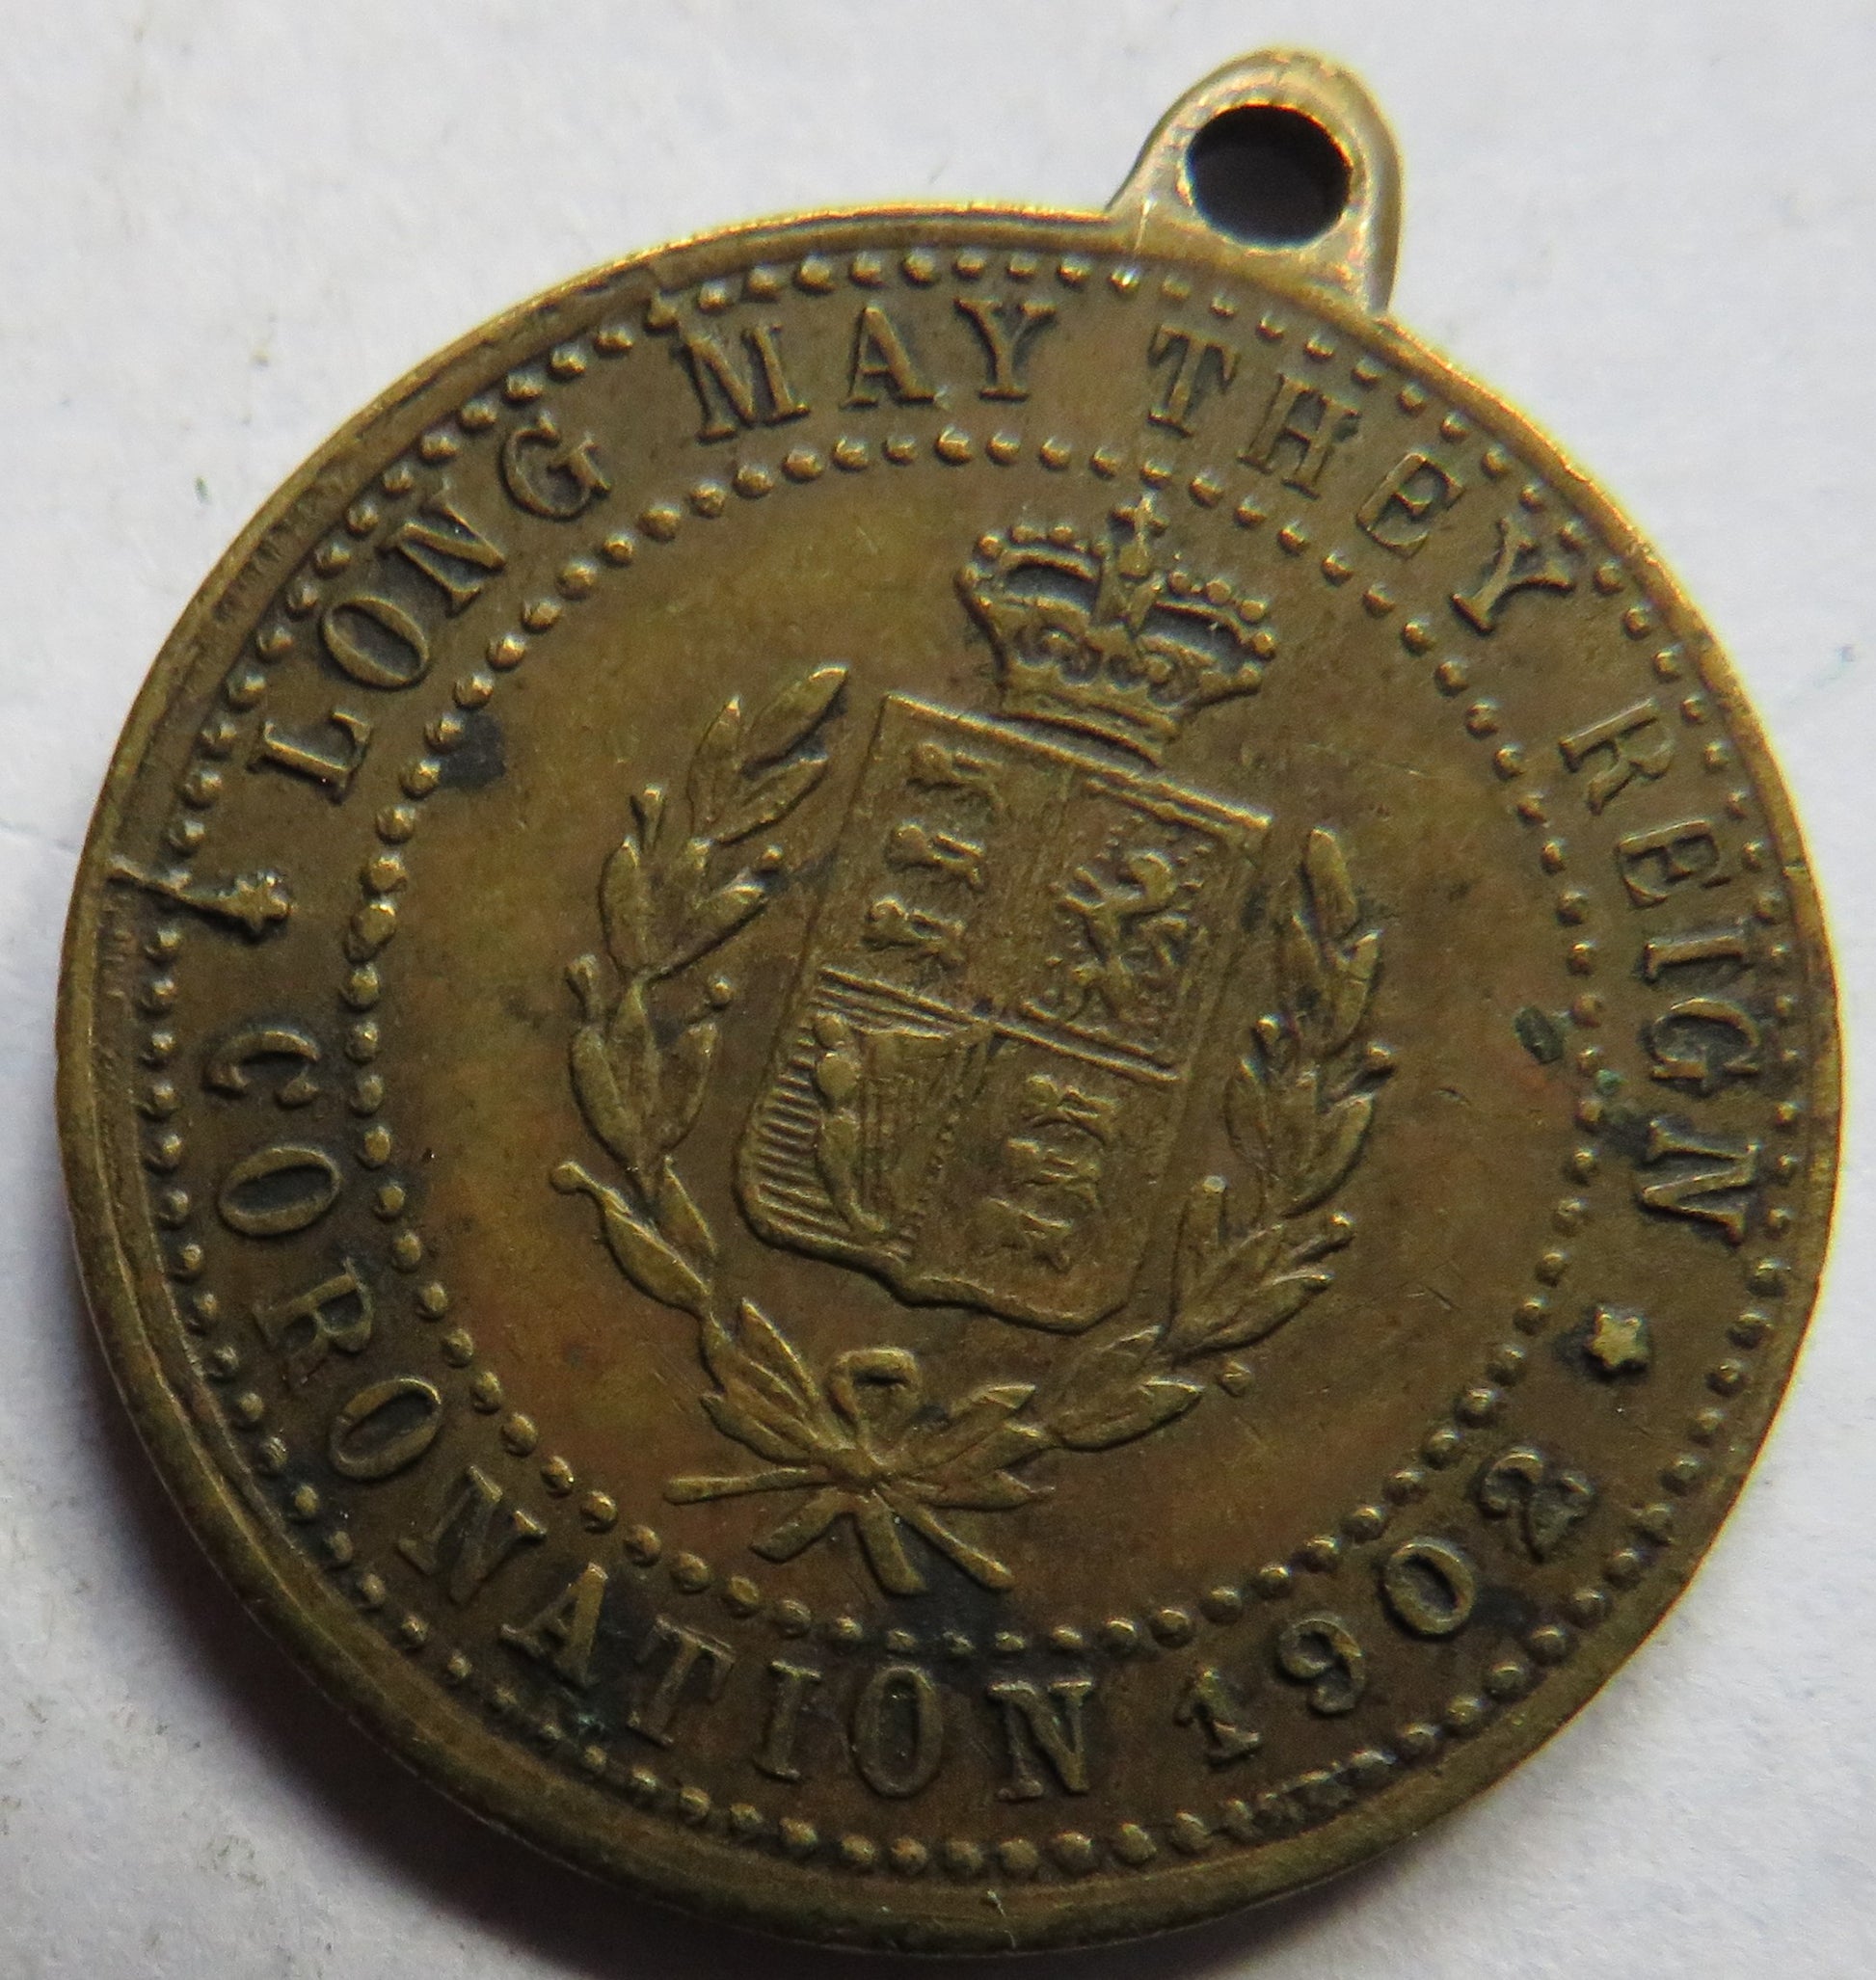 LONG MAY THEY REIGN
CORONATION 1902